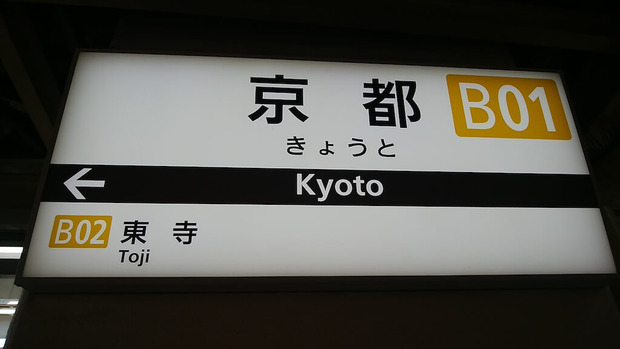 京都 B01
きょうと
← Kyoto
B02 東寺
Toji